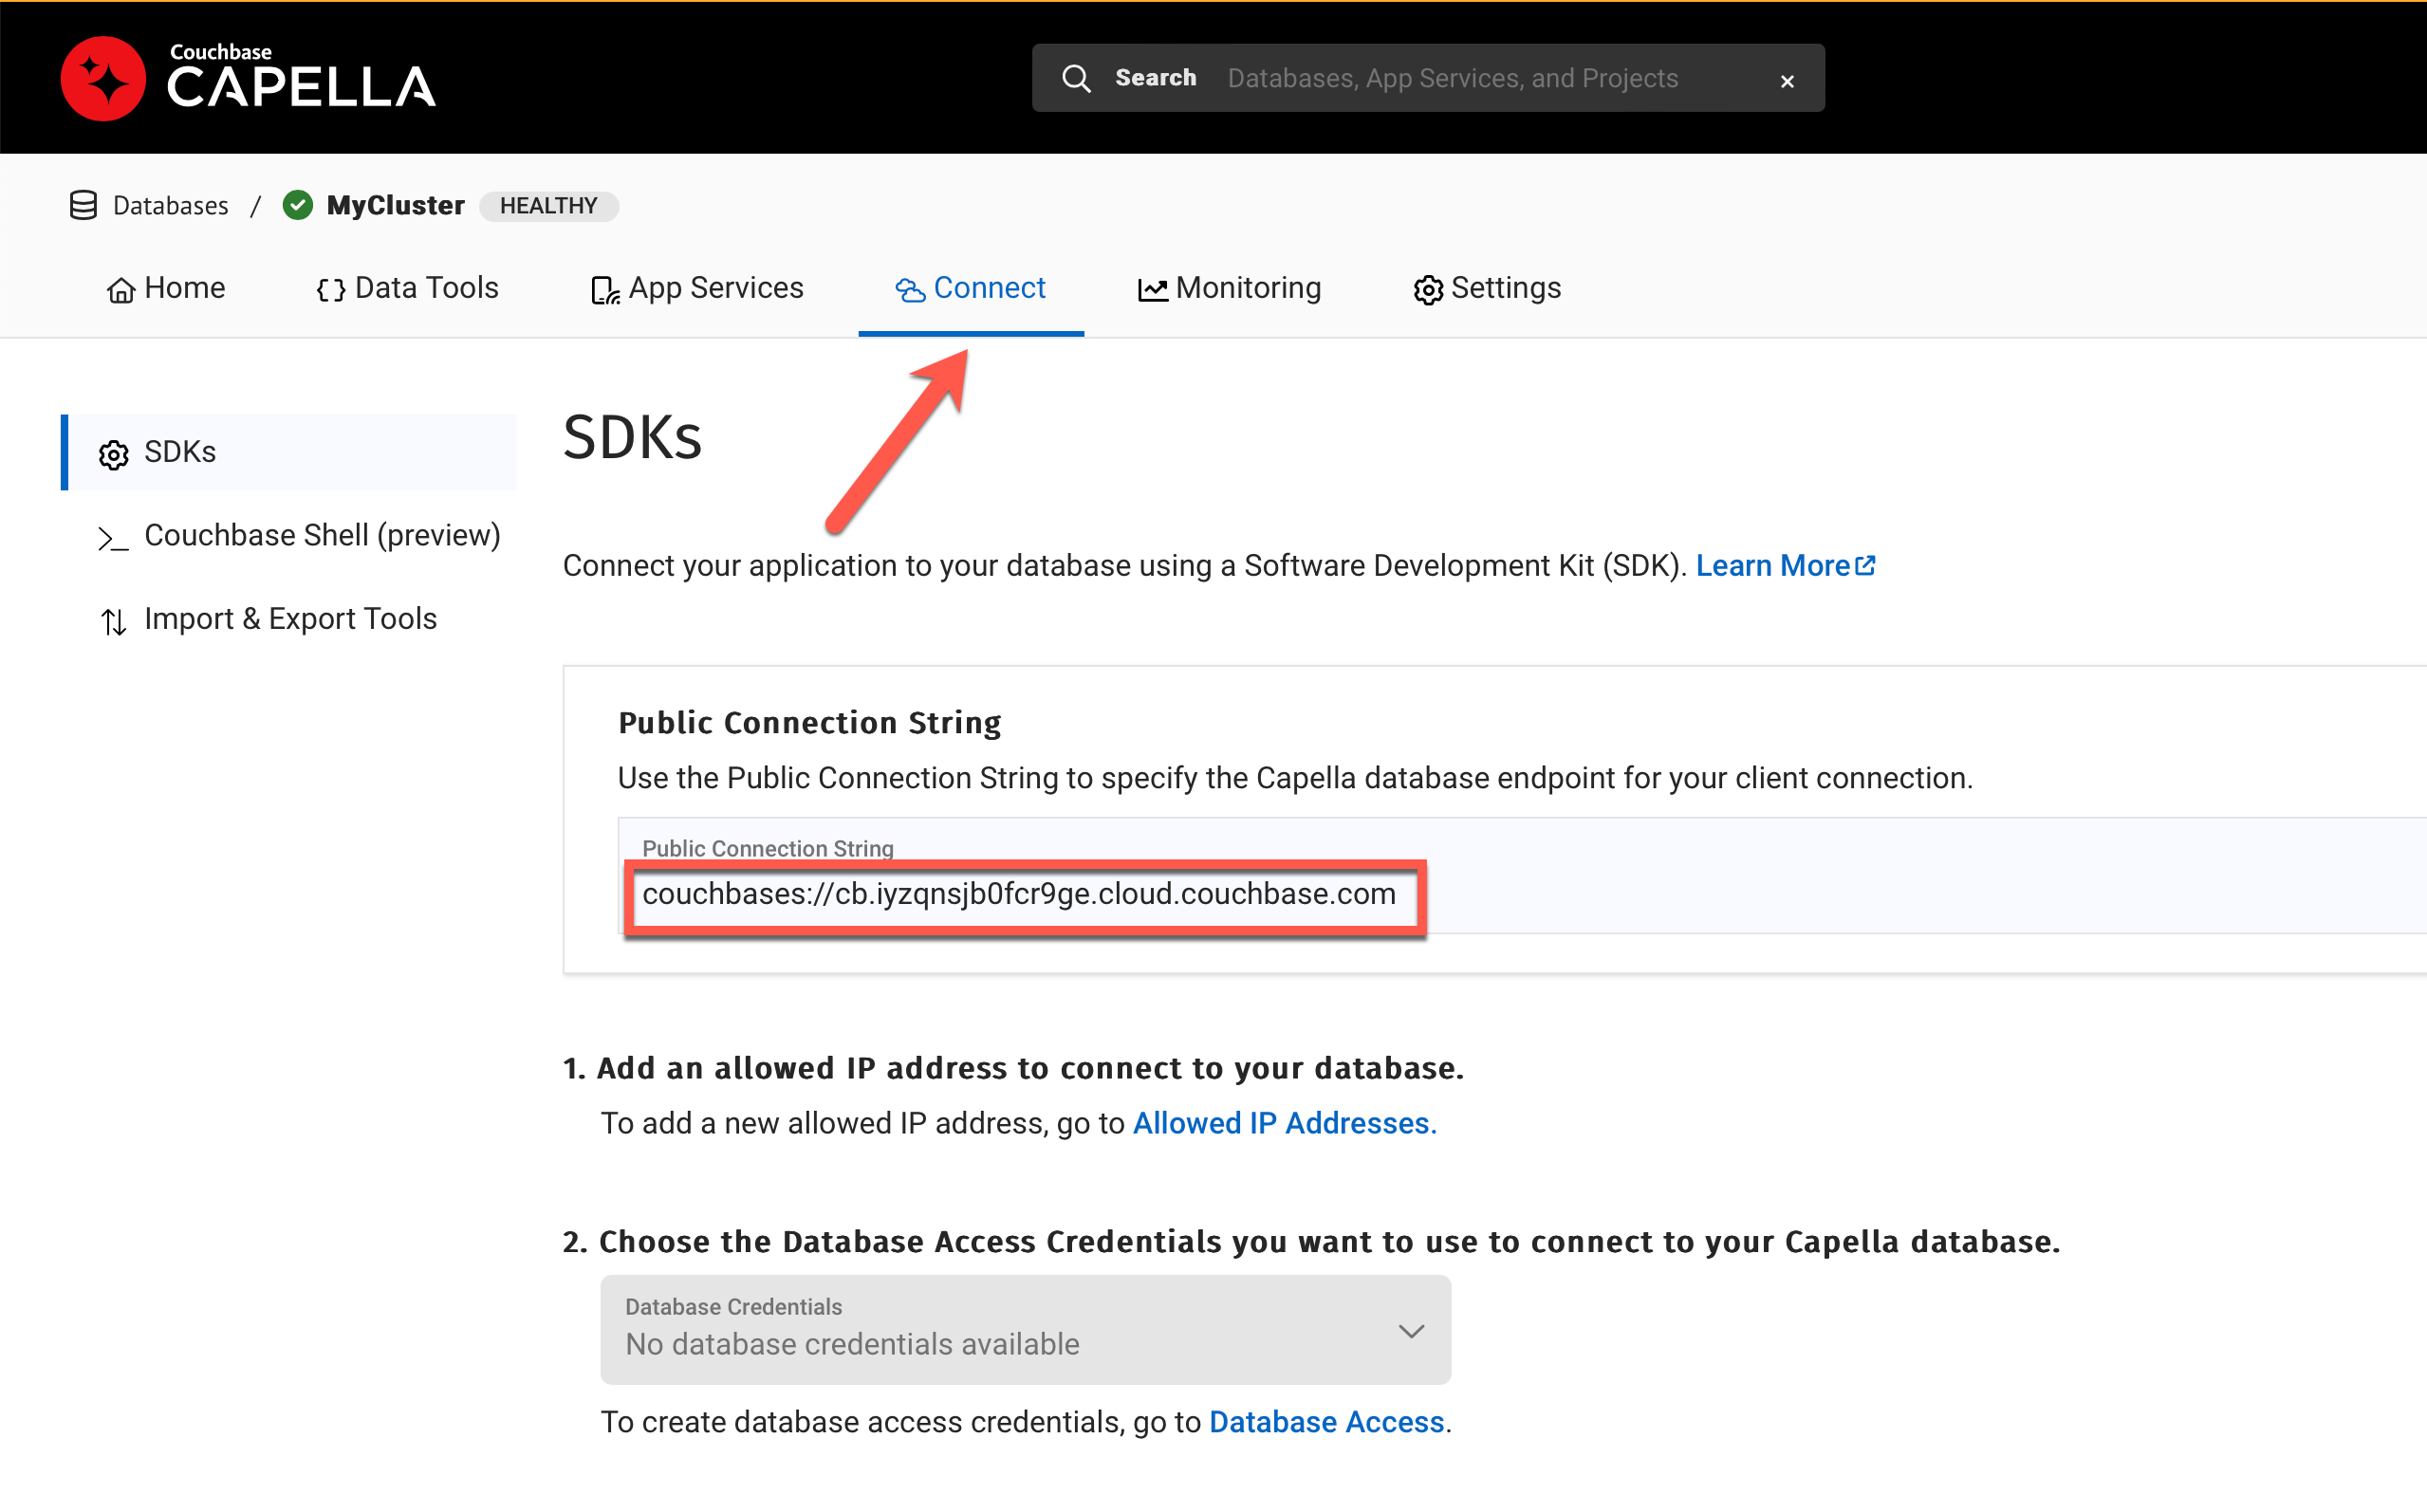 Couchbase
CAPELLA
Search Databases, App Services, and Projects ×
Databases / MyCluster HEALTHY
Home { } Data Tools App Services Connect Monitoring Settings
SDKs
Couchbase Shell (preview)
Import & Export Tools
SDKs
Connect your application to your database using a Software Development Kit (SDK). Learn More
Public Connection String
Use the Public Connection String to specify the Capella database endpoint for your client connection.
Public Connection String
couchbases://cb.iyzqnsjb0fcr9ge.cloud.couchbase.com
1. Add an allowed IP address to connect to your database.
To add a new allowed IP address, go to Allowed IP Addresses.
2. Choose the Database Access Credentials you want to use to connect to your Capella database.
Database Credentials
No database credentials available
To create database access credentials, go to Database Access.